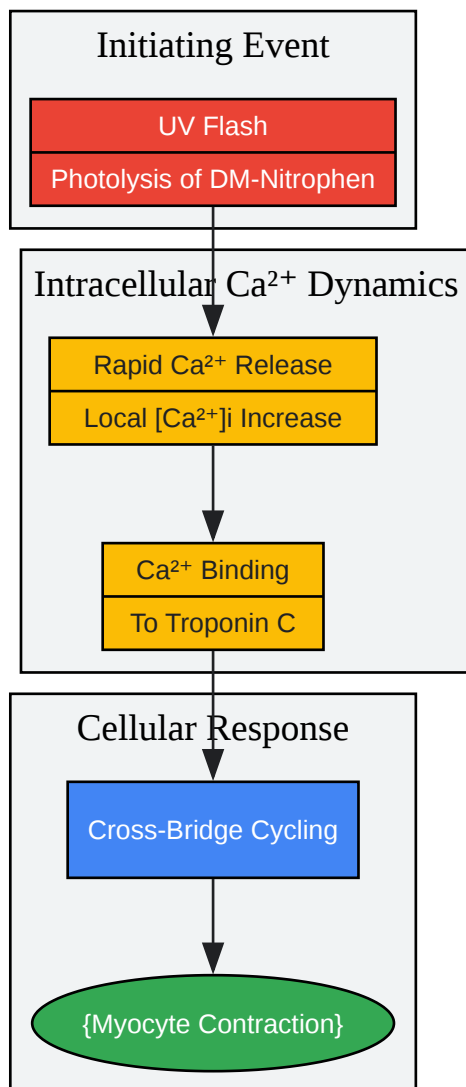 Initiating Event
UV Flash
Photolysis of DM-Nitrophen
Intracellular Ca²⁺ Dynamics
Rapid Ca²⁺ Release
Local [Ca²⁺]i Increase
Ca²⁺ Binding
To Troponin C
Cellular Response
Cross-Bridge Cycling
{Myocyte Contraction}